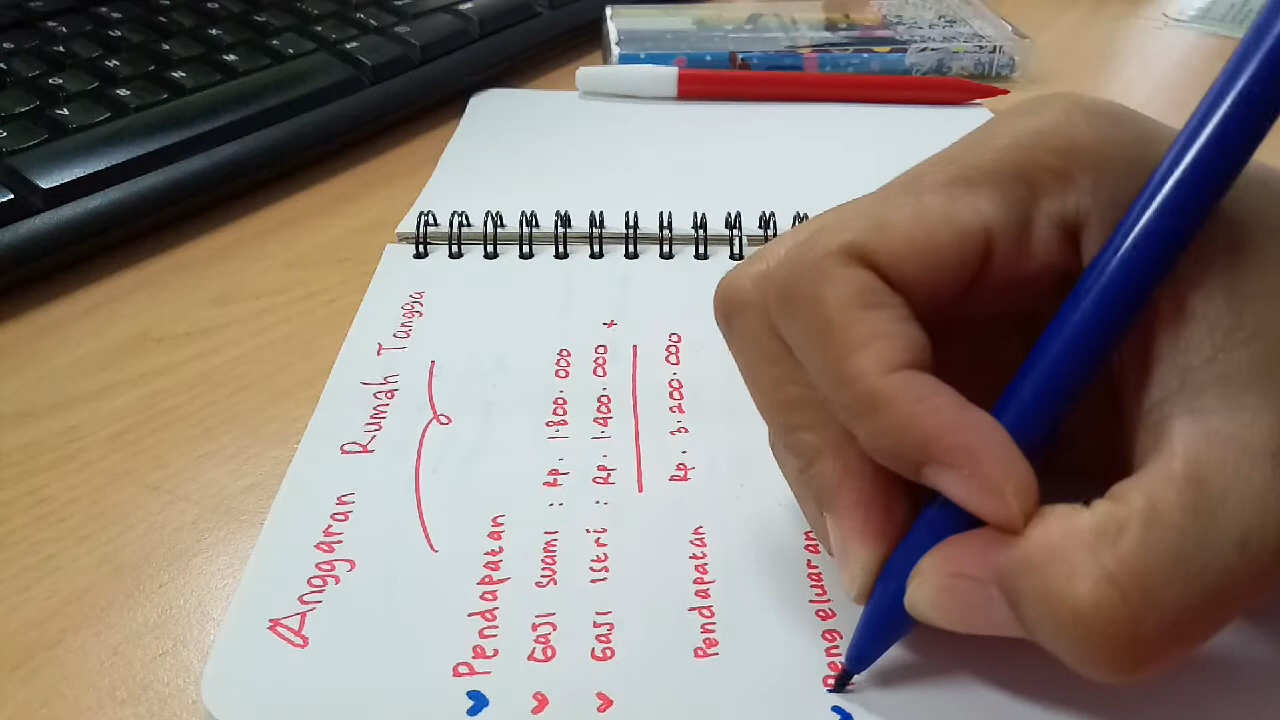 Anggaran Rumah Tangga
Pendapatan
Gaji suami : Rp. 1.800.000
Gaji Istri : Rp. 1.400.000 +
Pendapatan Rp. 3.200.000
Pengeluaran